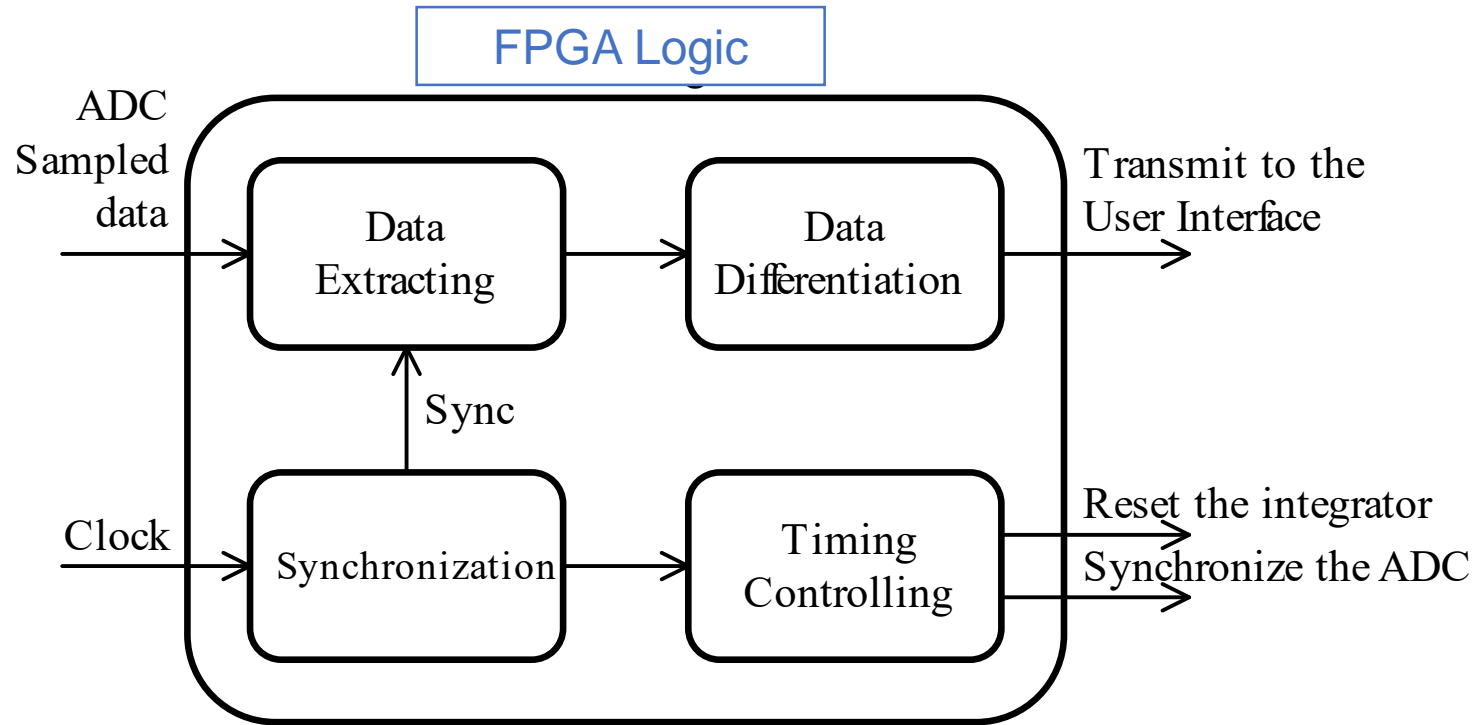 FPGA Logic
ADC
Sampled
data
Data
Extracting
Data
Differentiation
Transmit to the
User Interface
Sync
Clock
Synchronization
Timing
Controlling
Reset the integrator
Synchronize the ADC